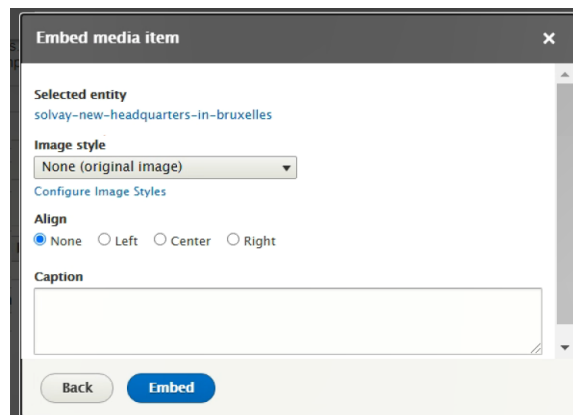 Embed media item
×
Selected entity
solvay-new-headquarters-in-bruxelles
Image style
None (original image)
Configure Image Styles
Align
None Left Center Right
Caption
Back Embed